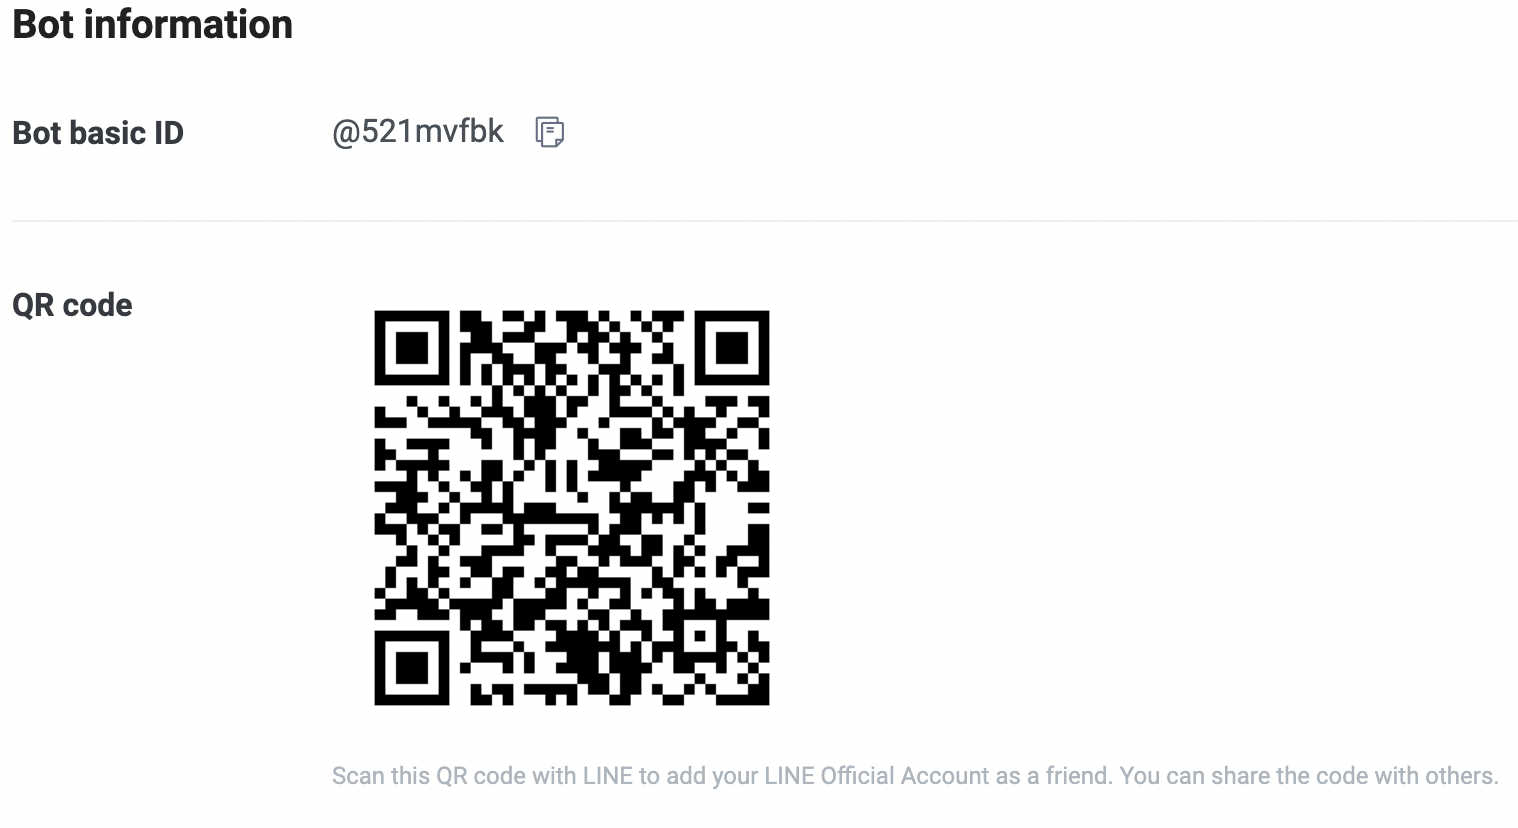 Bot information
Bot basic ID @521mvfbk
QR code
Scan this QR code with LINE to add your LINE Official Account as a friend. You can share the code with others.